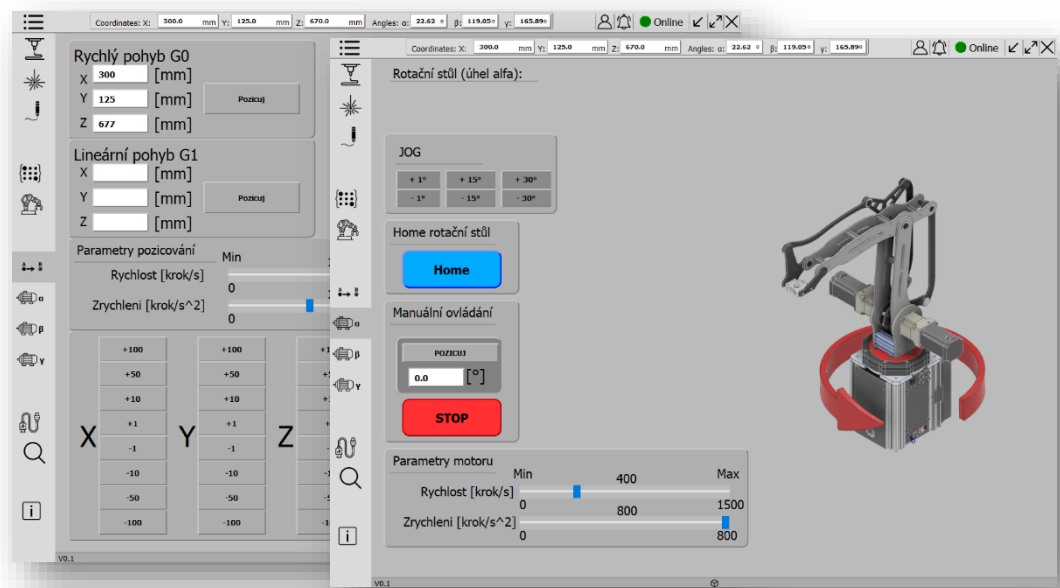 Coordinates: X: 300.0 mm Y: 125.0 mm Z: 670.0 mm Angles: α: 22.62 ° β: 119.05° γ: 165.89° Online
Rychlý pohyb G0
X 300 [mm]
Y 125 [mm] Pozicuj
Z 677 [mm]
Lineární pohyb G1
X [mm]
Y [mm] Pozicuj
Z [mm]
Parametry pozicování
Min
Rychlost [krok/s]
0
Zrychleni [krok/s^2]
0
α
β
γ
+100 +100
+50 +50
+10 +10
+1 +1
X Y Z
-1 -1
-10 -10
-50 -50
-100 -100
V0.1
Coordinates: X: 300.0 mm Y: 125.0 mm Z: 670.0 mm Angles: α: 22.62 ° β: 119.05° γ: 165.89° Online
Rotační stůl (úhel alfa):
JOG
+ 1° + 15° + 30°
- 1° - 15° - 30°
Home rotační stůl
Home
Manuální ovládání
POZICUJ
0.0 [°]
STOP
α
β
γ
Parametry motoru
Min 400 Max
Rychlost [krok/s]
0 800 1500
Zrychleni [krok/s^2]
0 800
V0.1